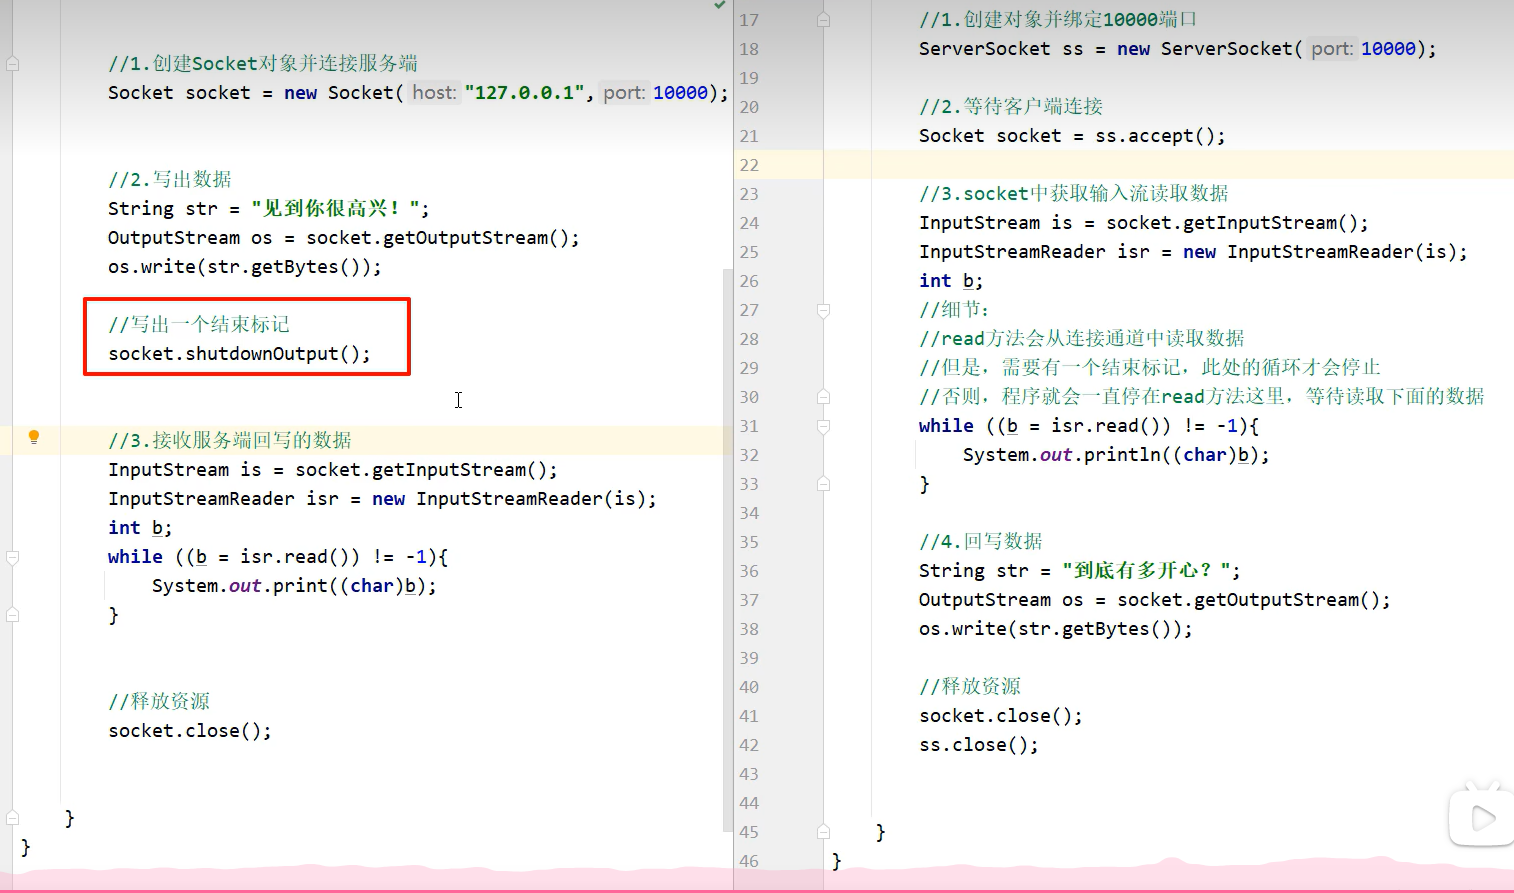 //1.创建Socket对象并连接服务端
Socket socket = new Socket( host: "127.0.0.1", port: 10000);
//2.写出数据
String str = "见到你很高兴！";
OutputStream os = socket.getOutputStream();
os.write(str.getBytes());
//写出一个结束标记
socket.shutdownOutput();
//3.接收服务端回写的数据
InputStream is = socket.getInputStream();
InputStreamReader isr = new InputStreamReader(is);
int b;
while ((b = isr.read()) != -1){
System.out.print((char)b);
}
//释放资源
socket.close();
}
}
17 //1.创建对象并绑定10000端口
18 ServerSocket ss = new ServerSocket( port: 10000);
19
20 //2.等待客户端连接
21 Socket socket = ss.accept();
22
23 //3.socket中获取输入流读取数据
24 InputStream is = socket.getInputStream();
25 InputStreamReader isr = new InputStreamReader(is);
26 int b;
27 //细节：
28 //read方法会从连接通道中读取数据
29 //但是，需要有一个结束标记，此处的循环才会停止
30 //否则，程序就会一直停在read方法这里，等待读取下面的数据
31 while ((b = isr.read()) != -1){
32 System.out.println((char)b);
33 }
34
35 //4.回写数据
36 String str = "到底有多开心？";
37 OutputStream os = socket.getOutputStream();
38 os.write(str.getBytes());
39
40 //释放资源
41 socket.close();
42 ss.close();
43
44
45 }
46 }